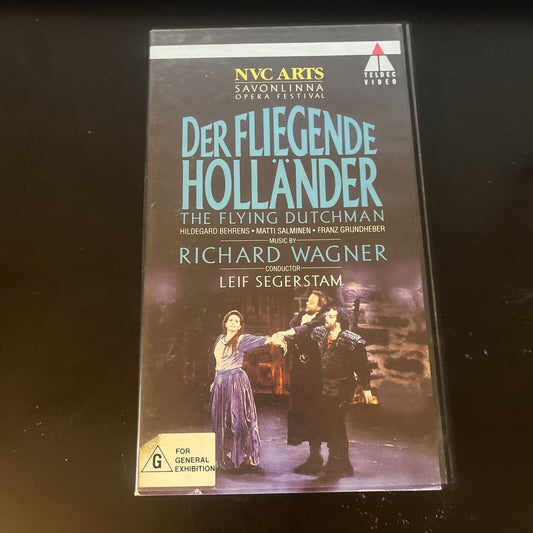 NVC ARTS
SAVONLINNA
OPERA FESTIVAL
TELDEC
VIDEO
DER FLIEGENDE
HOLLÄNDER
THE FLYING DUTCHMAN
HILDEGARD BEHRENS • MATTI SALMINEN • FRANZ GRUNDHEBER
MUSIC BY
RICHARD WAGNER
CONDUCTOR
LEIF SEGERSTAM
G
FOR
GENERAL
EXHIBITION